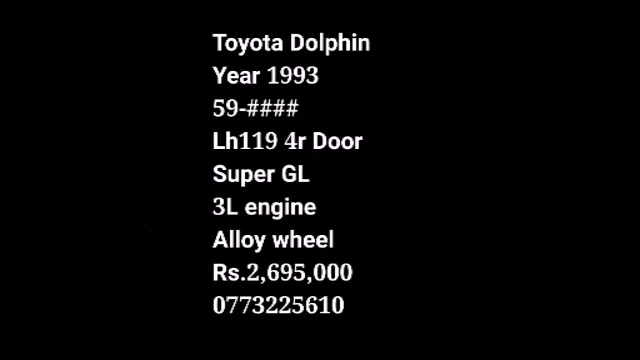 Toyota Dolphin
Year 1993
59-####
Lh119 4r Door
Super GL
3L engine
Alloy wheel
Rs.2,695,000
0773225610